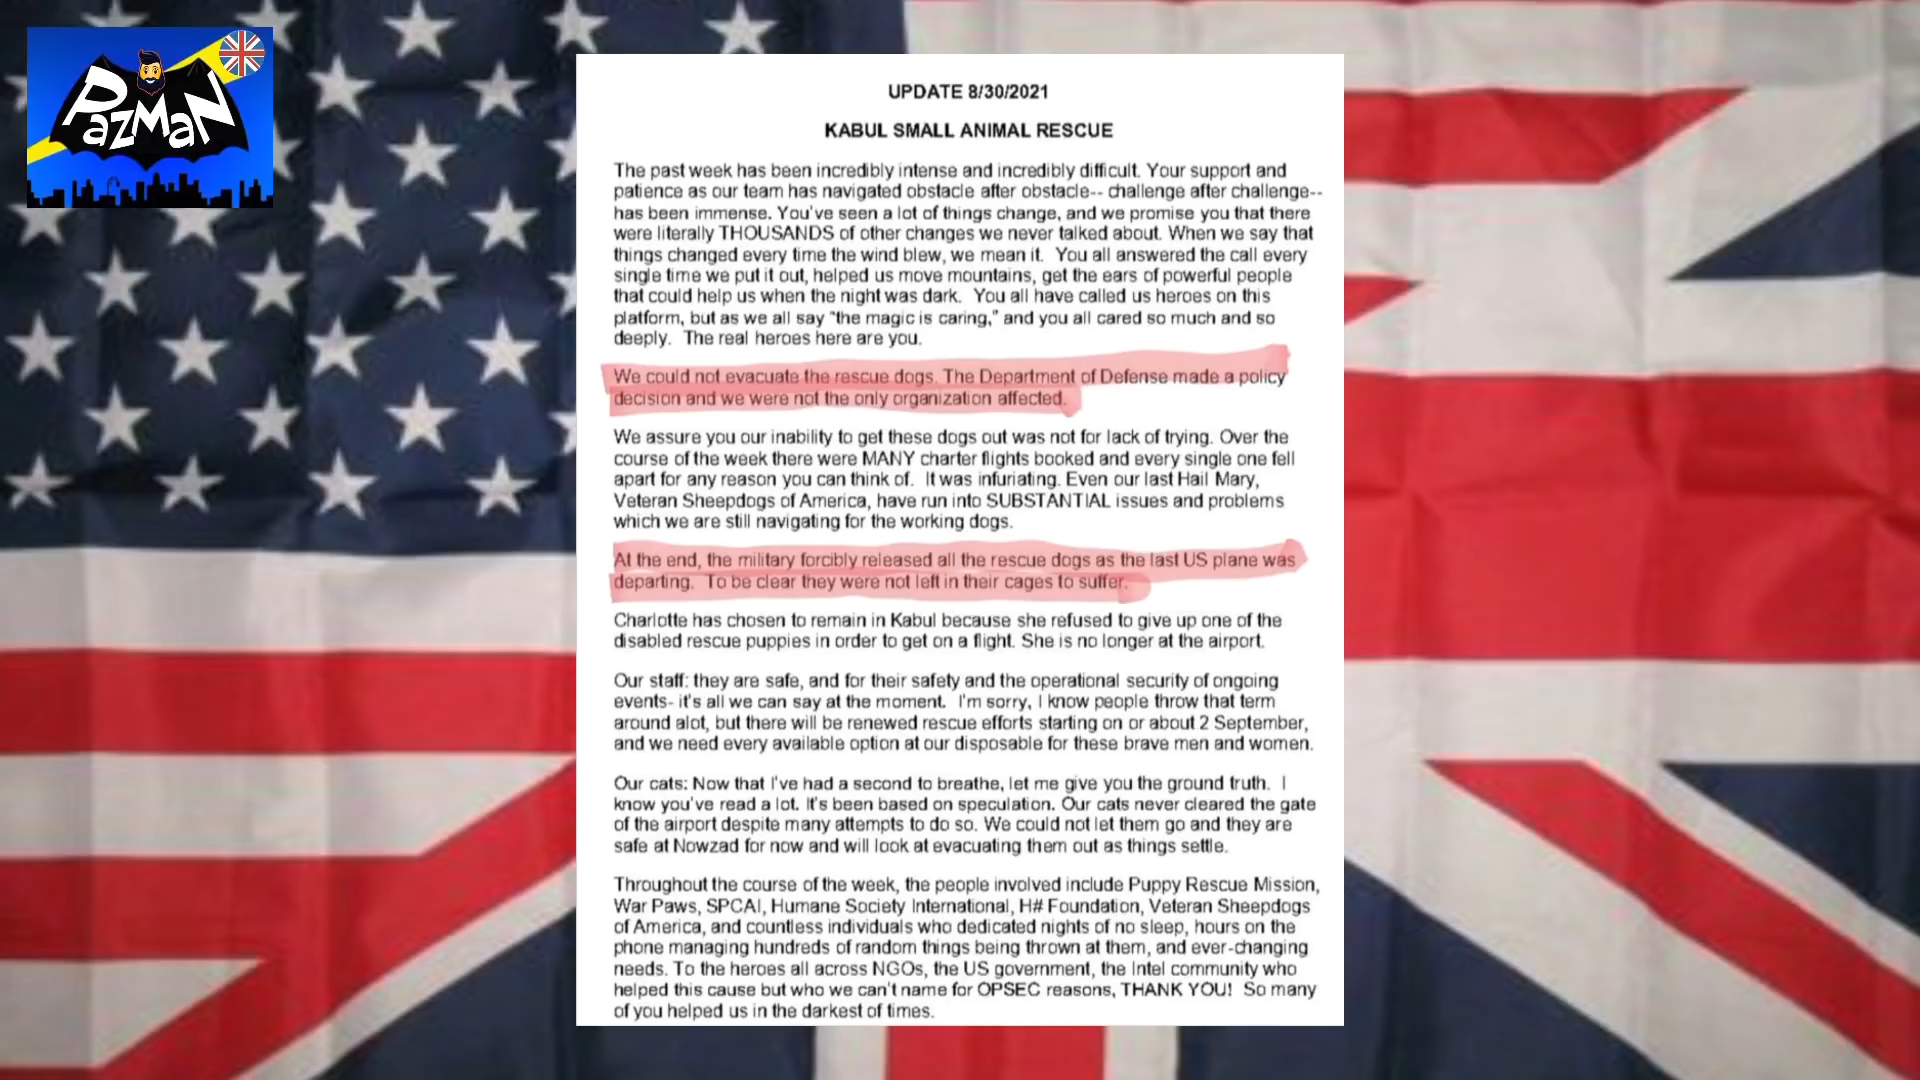 PazMaN
UPDATE 8/30/2021
KABUL SMALL ANIMAL RESCUE
The past week has been incredibly intense and incredibly difficult. Your support and
patience as our team has navigated obstacle after obstacle-- challenge after challenge--
has been immense. You've seen a lot of things change, and we promise you that there
were literally THOUSANDS of other changes we never talked about. When we say that
things changed every time the wind blew, we mean it. You all answered the call every
single time we put it out, helped us move mountains, get the ears of powerful people
that could help us when the night was dark. You all have called us heroes on this
platform, but as we all say "the magic is caring," and you all cared so much and so
deeply. The real heroes here are you.
We could not evacuate the rescue dogs. The Department of Defense made a policy
decision and we were not the only organization affected.
We assure you our inability to get these dogs out was not for lack of trying. Over the
course of the week there were MANY charter flights booked and every single one fell
apart for any reason you can think of. It was infuriating. Even our last Hail Mary,
Veteran Sheepdogs of America, have run into SUBSTANTIAL issues and problems
which we are still navigating for the working dogs.
At the end, the military forcibly released all the rescue dogs as the last US plane was
departing. To be clear they were not left in their cages to suffer.
Charlotte has chosen to remain in Kabul because she refused to give up one of the
disabled rescue puppies in order to get on a flight. She is no longer at the airport.
Our staff: they are safe, and for their safety and the operational security of ongoing
events- it's all we can say at the moment. I'm sorry, I know people throw that term
around alot, but there will be renewed rescue efforts starting on or about 2 September,
and we need every available option at our disposable for these brave men and women.
Our cats: Now that I've had a second to breathe, let me give you the ground truth. I
know you've read a lot. It's been based on speculation. Our cats never cleared the gate
of the airport despite many attempts to do so. We could not let them go and they are
safe at Nowzad for now and will look at evacuating them out as things settle.
Throughout the course of the week, the people involved include Puppy Rescue Mission,
War Paws, SPCAI, Humane Society International, H# Foundation, Veteran Sheepdogs
of America, and countless individuals who dedicated nights of no sleep, hours on the
phone managing hundreds of random things being thrown at them, and ever-changing
needs. To the heroes all across NGOs, the US government, the Intel community who
helped this cause but who we can't name for OPSEC reasons, THANK YOU! So many
of you helped us in the darkest of times.